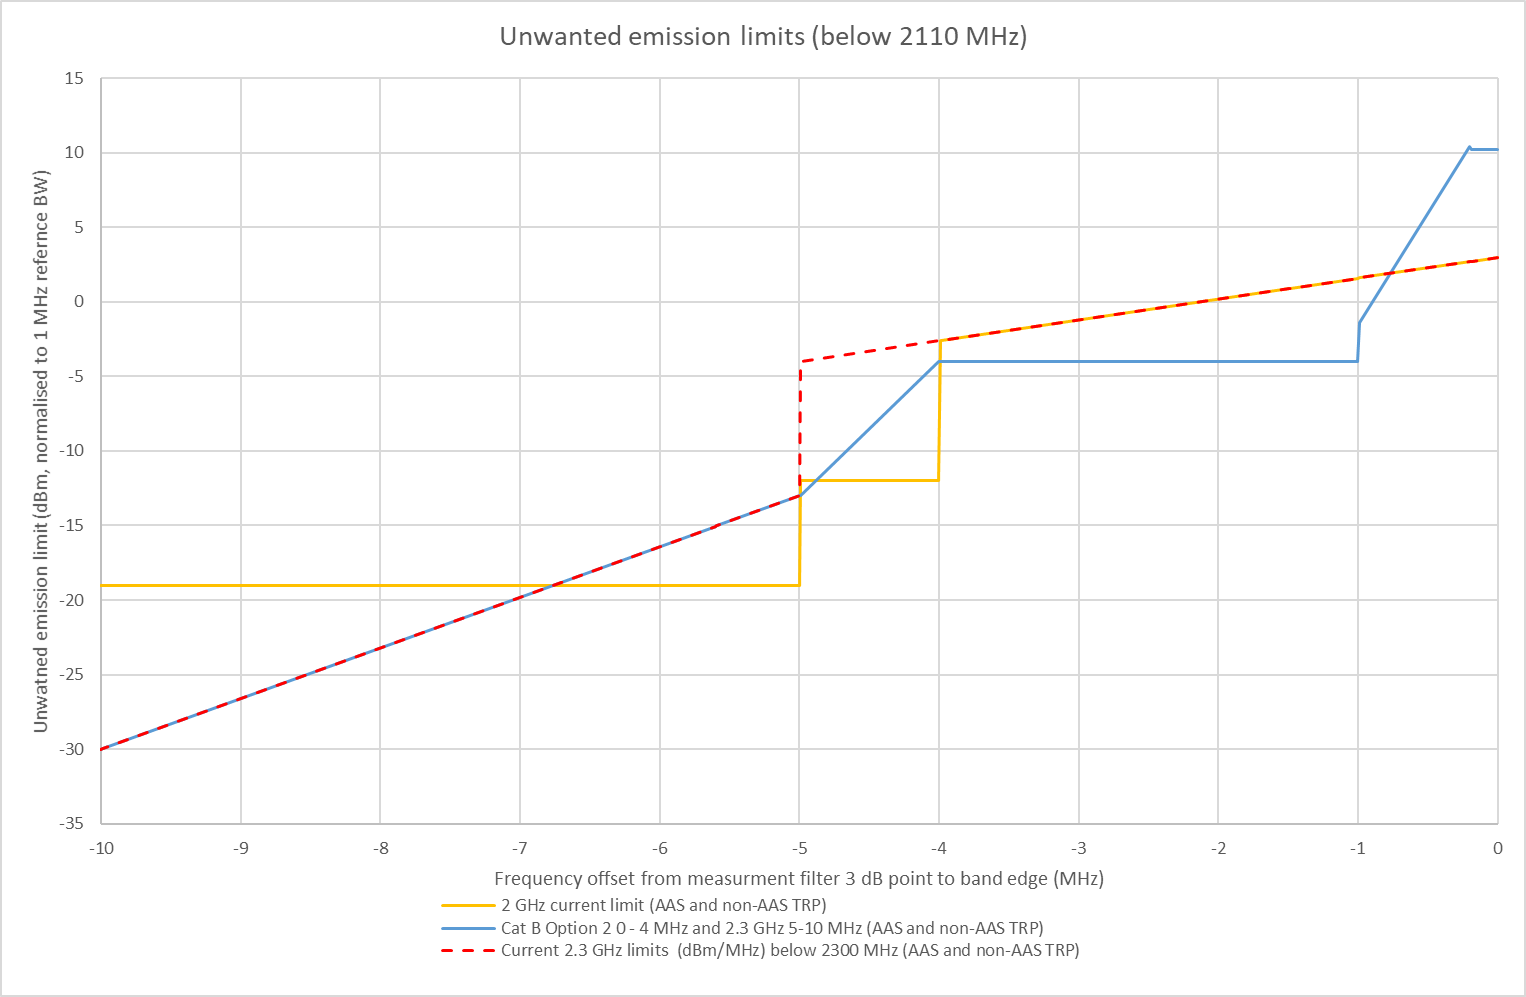 Unwanted emission limits (below 2110 MHz)
15
10
5
0
-5
-10
-15
-20
-25
-30
-35
Unwatned emission limit (dBm, normalised to 1 MHz refernce BW)
-10 -9 -8 -7 -6 -5 -4 -3 -2 -1 0
Frequency offset from measurment filter 3 dB point to band edge (MHz)
2 GHz current limit (AAS and non-AAS TRP)
Cat B Option 2 0 - 4 MHz and 2.3 GHz 5-10 MHz (AAS and non-AAS TRP)
Current 2.3 GHz limits (dBm/MHz) below 2300 MHz (AAS and non-AAS TRP)